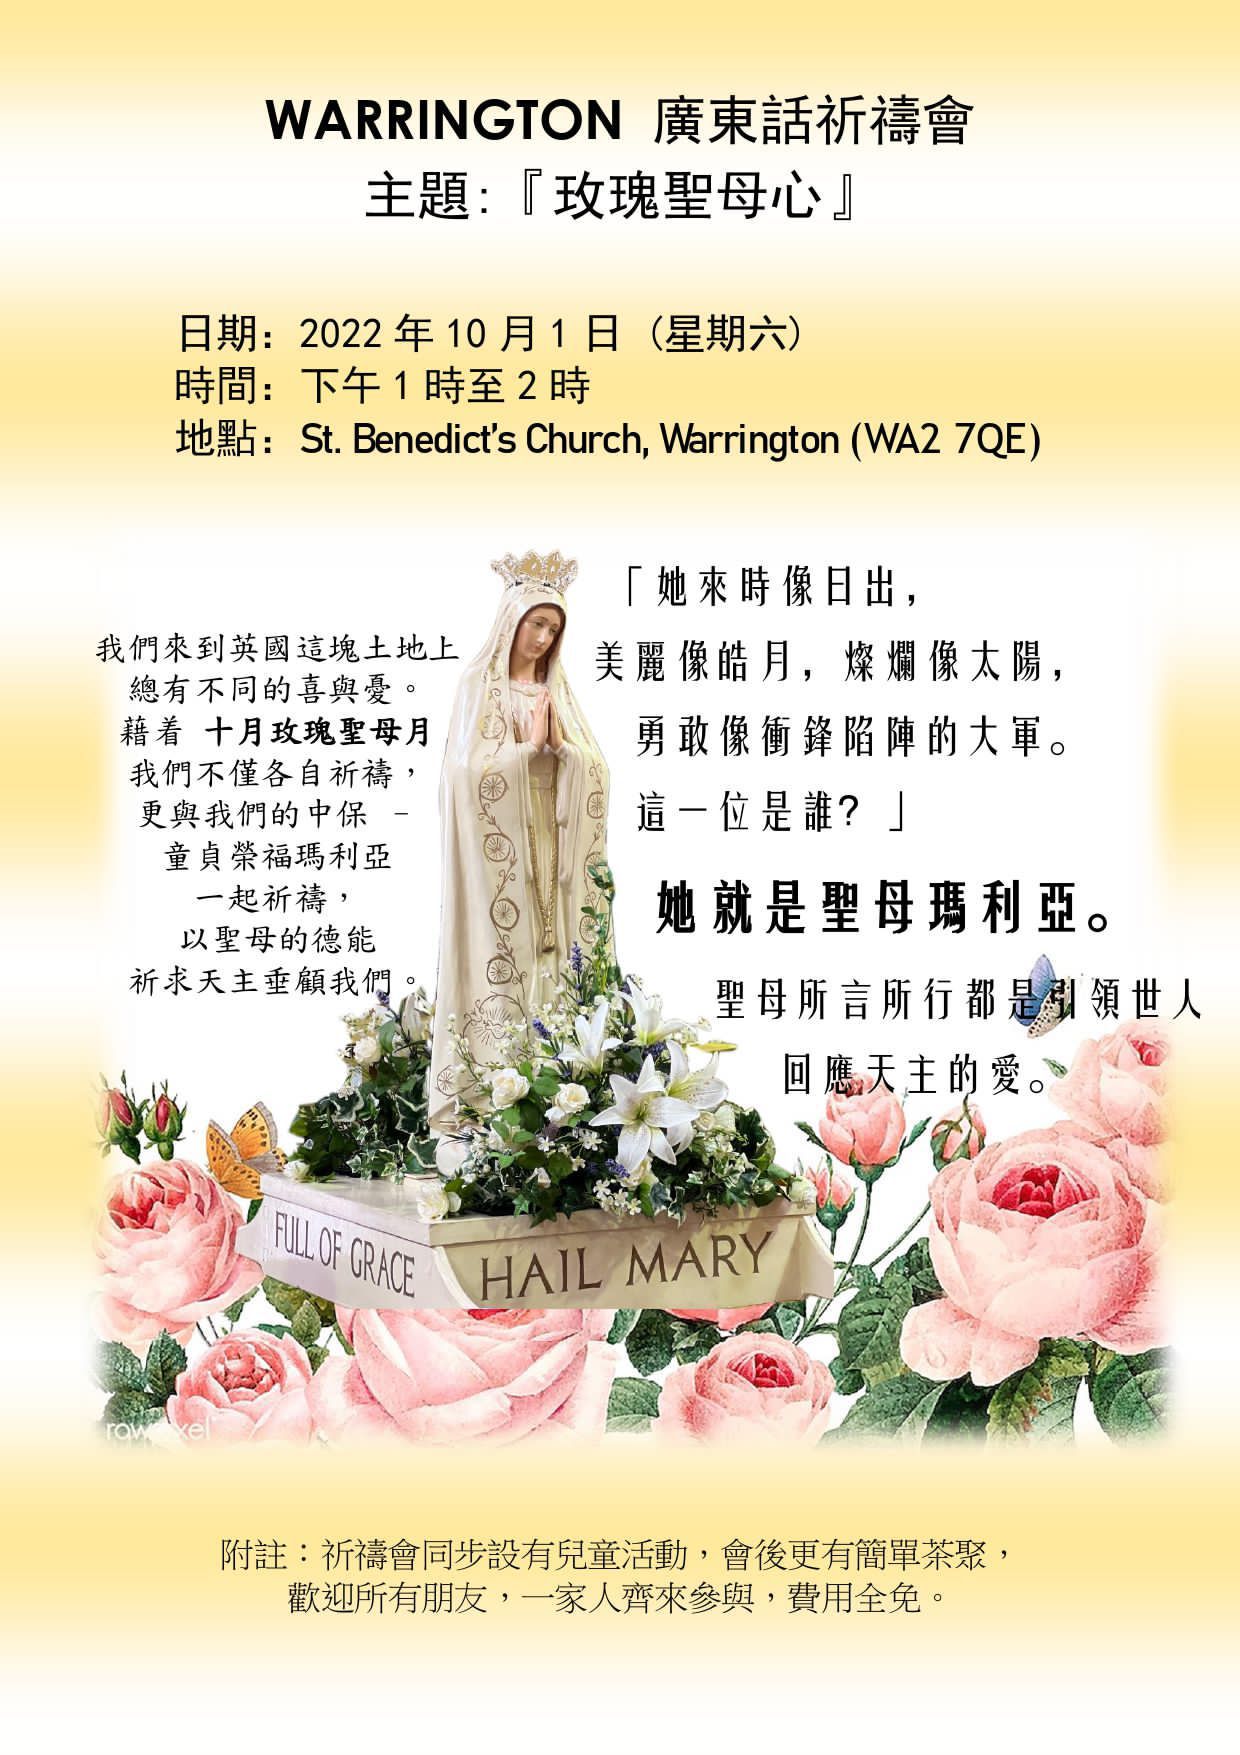 WARRINGTON 廣東話祈禱會
主題:『玫瑰聖母心』
日期: 2022 年 10 月 1 日 (星期六)
時間: 下午 1 時至 2 時
地點: St. Benedict's Church, Warrington (WA2 7QE)
我們來到英國這塊土地上
總有不同的喜與憂。
藉着 十月玫瑰聖母月
我們不僅各自祈禱，
更與我們的中保 –
童貞榮福瑪利亞
一起祈禱，
以聖母的德能
祈求天主垂顧我們。
「她來時像日出,
美麗像皓月, 燦爛像太陽,
勇敢像衝鋒陷陣的大軍。
這一位是誰? 」
她就是聖母瑪利亞。
聖母所言所行都是引領世人
回應天主的愛。
FULL OF GRACE
HAIL MARY
附註：祈禱會同步設有兒童活動，會後更有簡單茶聚，
歡迎所有朋友，一家人齊來參與，費用全免。